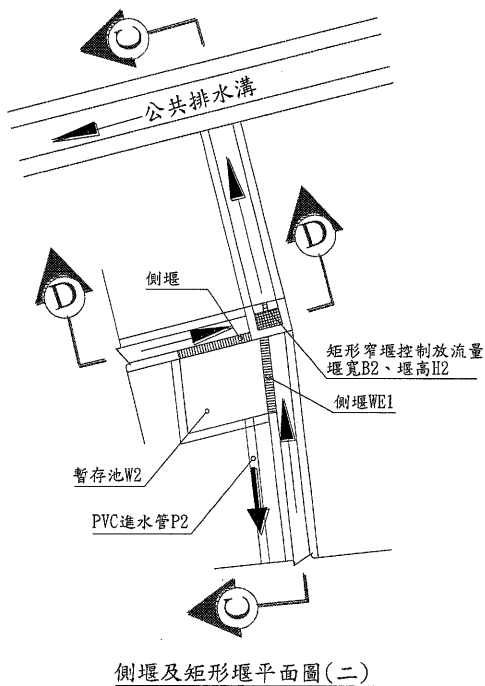 C
公共排水溝
D
D
側堰
矩形窄堰控制放流量
堰寬B2、堰高H2
側堰WE1
暫存池W2
PVC進水管P2
C
側堰及矩形堰平面圖(二)